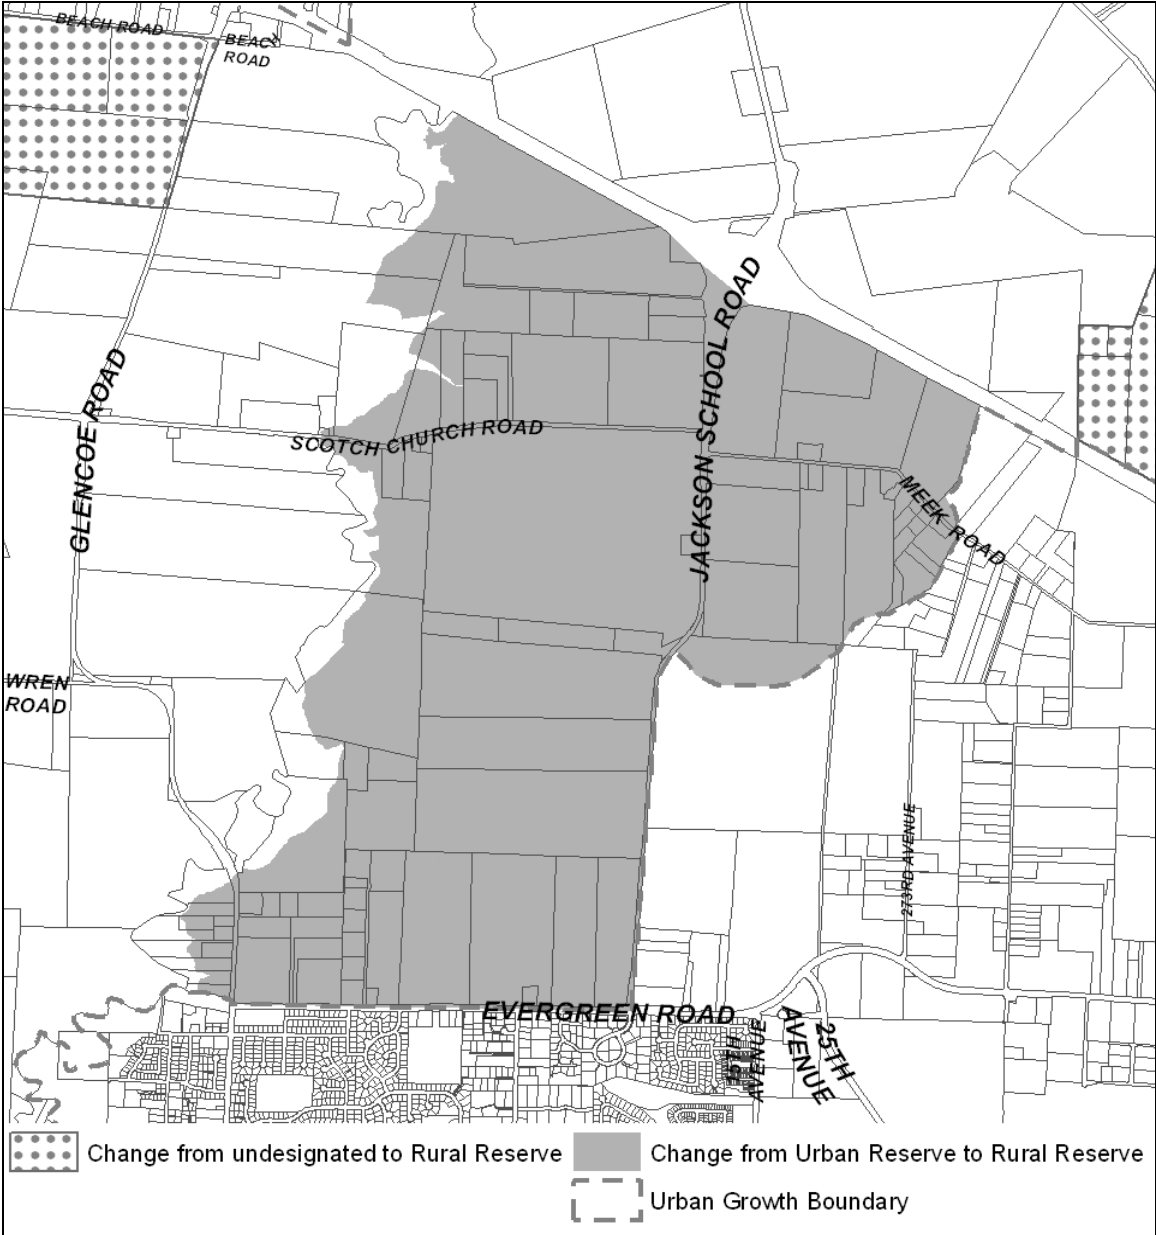 BEACH ROAD
BEACH
ROAD
GLENCOE ROAD
JACKSON SCHOOL ROAD
SCOTCH CHURCH ROAD
MEEK ROAD
WREN
ROAD
273RD AVENUE
EVERGREEN ROAD
AVENUE
25TH
AVENUE
Change from undesignated to Rural Reserve
Change from Urban Reserve to Rural Reserve
Urban Growth Boundary